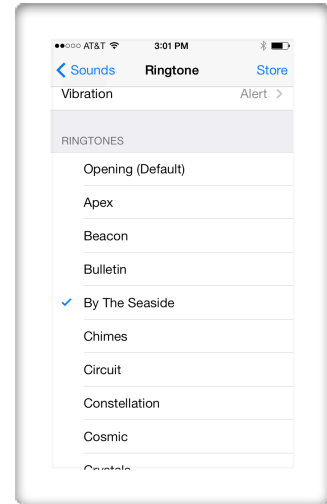 AT&T 3:01 PM
Sounds Ringtone Store
Vibration Alert
RINGTONES
Opening (Default)
Apex
Beacon
Bulletin
By The Seaside
Chimes
Circuit
Constellation
Cosmic
Crystals